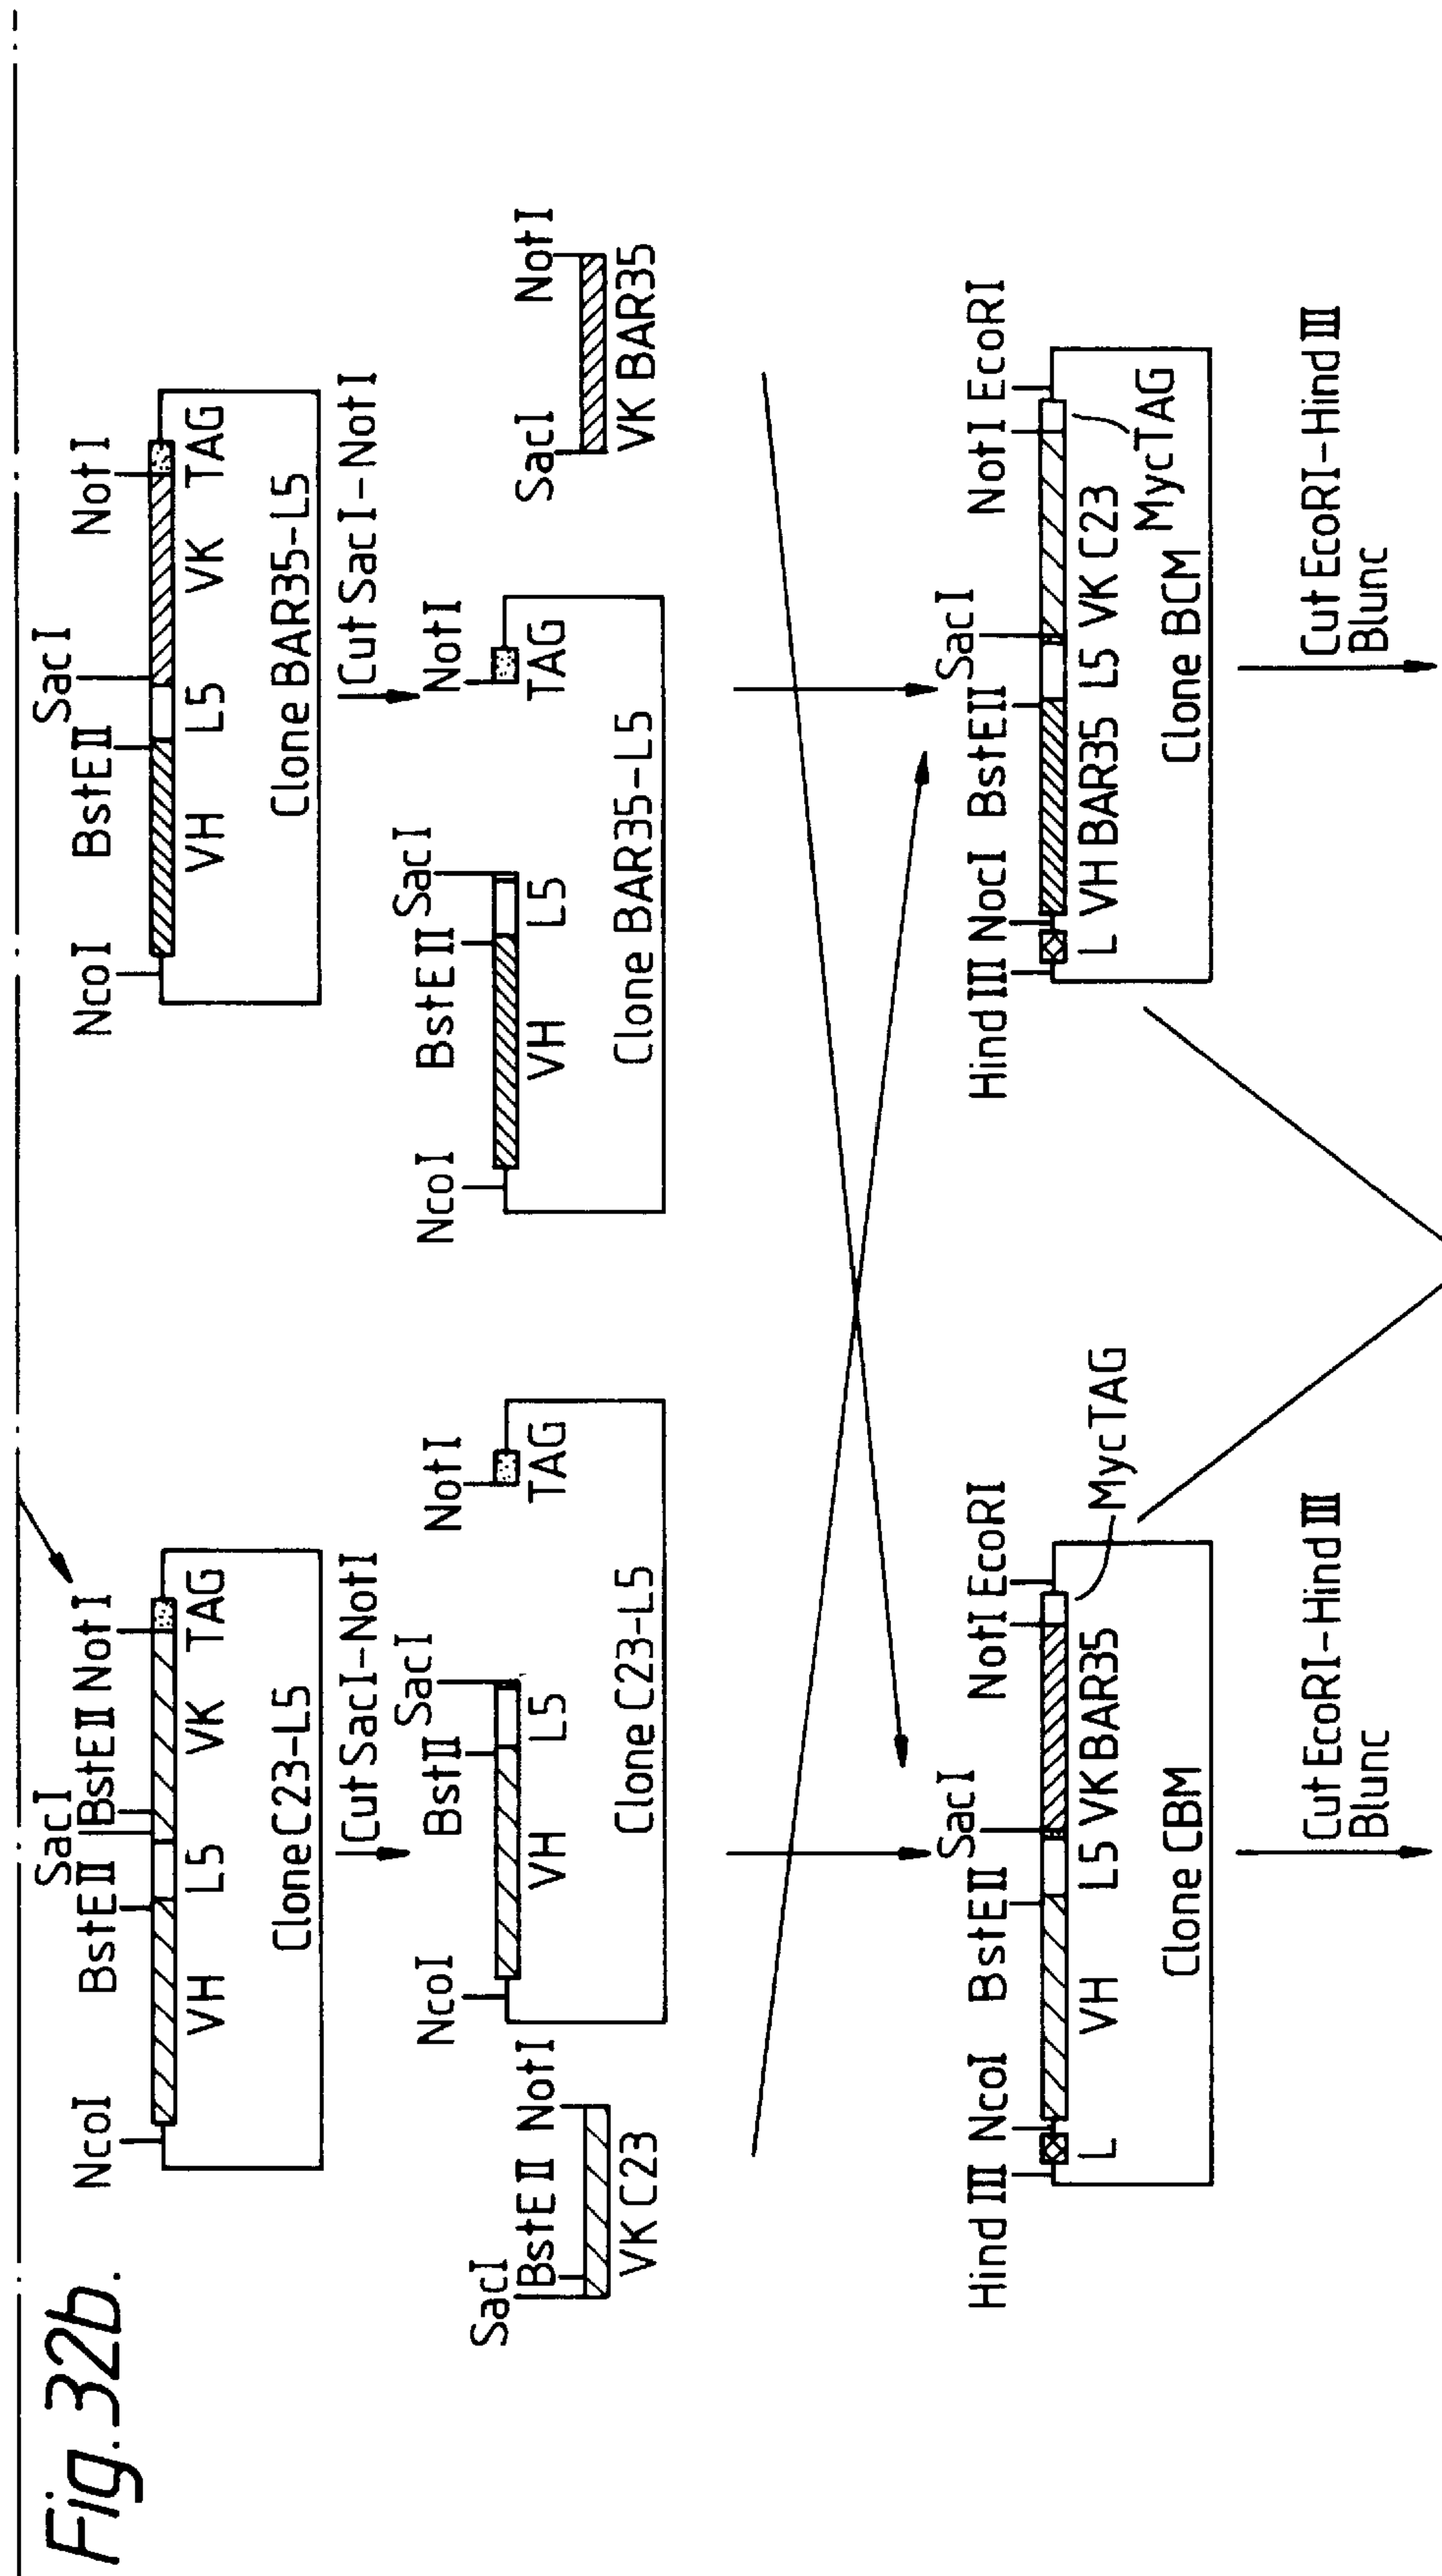 Fig. 32b.
NcoI
BstEII
SacI
BstEII
NotI
VH
L5
VK
TAG
Clone C23-L5
NcoI
BstEII
SacI
NotI
VH
L5
VK
TAG
Clone BAR35-L5
Cut SacI-NotI
Cut SacI-NotI
SacI
BstEII
NotI
VK C23
NcoI
BstII
SacI
NotI
VH
L5
TAG
Clone C23-L5
NcoI
BstEII
SacI
NotI
VH
L5
TAG
Clone BAR35-L5
SacI
NotI
VK BAR35
Hind III
NcoI
BstEII
SacI
NotI
EcoRI
L
VH
L5
VK BAR35
MycTAG
Clone CBM
Hind III
NocI
BstEII
SacI
NotI
EcoRI
L
VH BAR35
L5
VK C23
MycTAG
Clone BCM
Cut EcoRI-Hind III
Blunc
Cut EcoRI-Hind III
Blunc